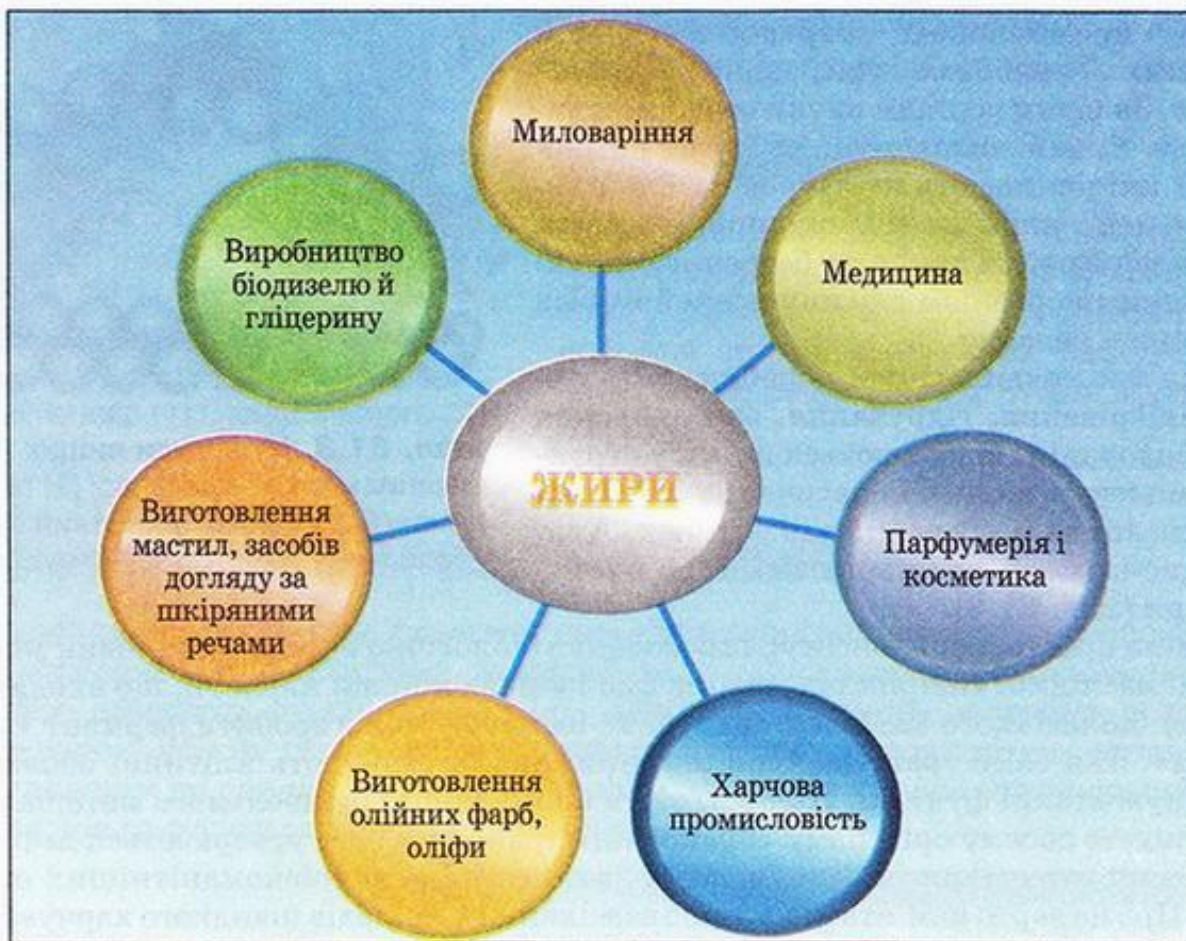 Миловаріння
Медицина
Парфумерія і
косметика
Харчова
промисловість
Виготовлення
олійних фарб,
оліфи
Виготовлення
мастил, засобів
догляду за
шкіряними
речами
Виробництво
біодизелю й
гліцерину
ЖИРИ